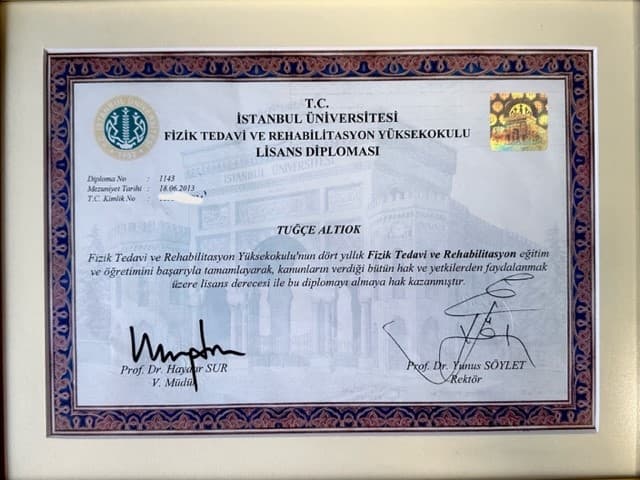 T.C.
İSTANBUL ÜNİVERSİTESİ
FİZİK TEDAVİ VE REHABİLİTASYON YÜKSEKOKULU
LİSANS DİPLOMASI
Diploma No : 1143
Mezuniyet Tarihi : 18.06.2013
T.C. Kimlik No :
TUĞÇE ALTIOK
Fizik Tedavi ve Rehabilitasyon Yüksekokulu'nun dört yıllık Fizik Tedavi ve Rehabilitasyon eğitim
ve öğretimini başarıyla tamamlayarak, kanunların verdiği bütün hak ve yetkilerden faydalanmak
üzere lisans derecesi ile bu diplomayı almaya hak kazanmıştır.
Prof. Dr. Haydar SUR
V. Müdür
Prof. Dr. Yunus SÖYLET
Rektör